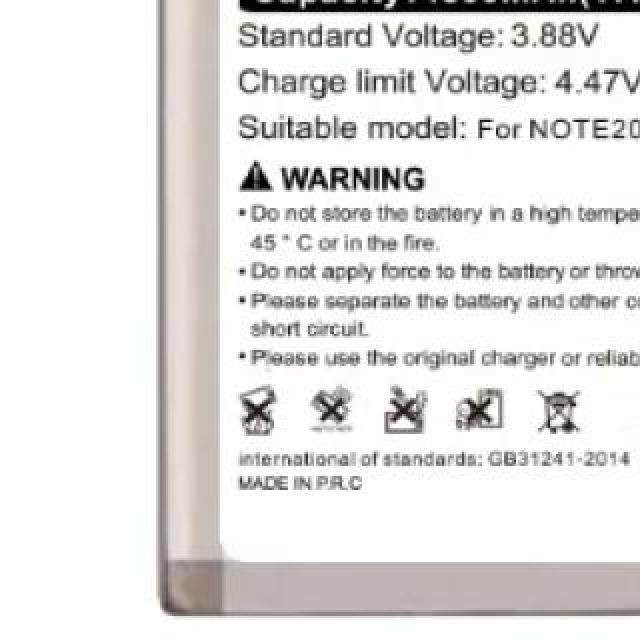 Standard Voltage: 3.88V
Charge limit Voltage: 4.47V
Suitable model: For NOTE20
WARNING
• Do not store the battery in a high tempe
45 ° C or in the fire.
• Do not apply force to the battery or throw
• Please separate the battery and other
short circuit.
• Please use the original charger or reliab
international of standards: GB31241-2014
MADE IN P.R.C